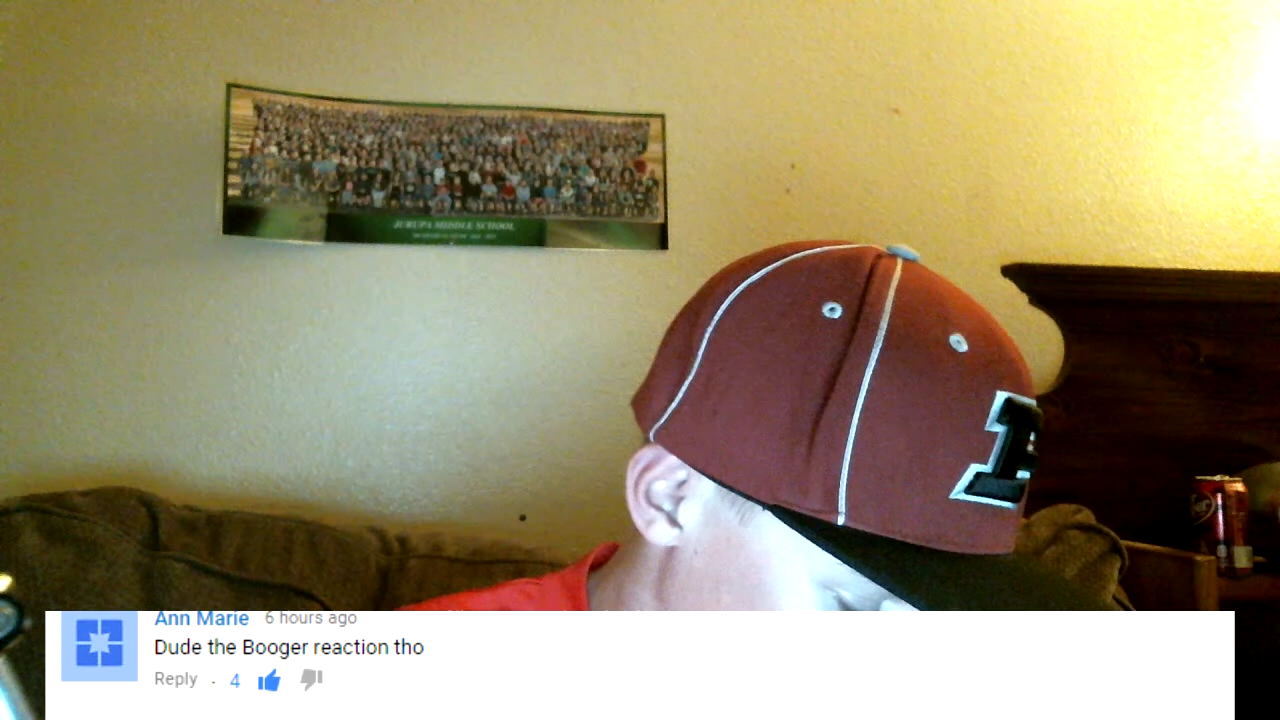 JURUPA MIDDLE SCHOOL
Ann Marie 6 hours ago
Dude the Booger reaction tho
Reply · 4